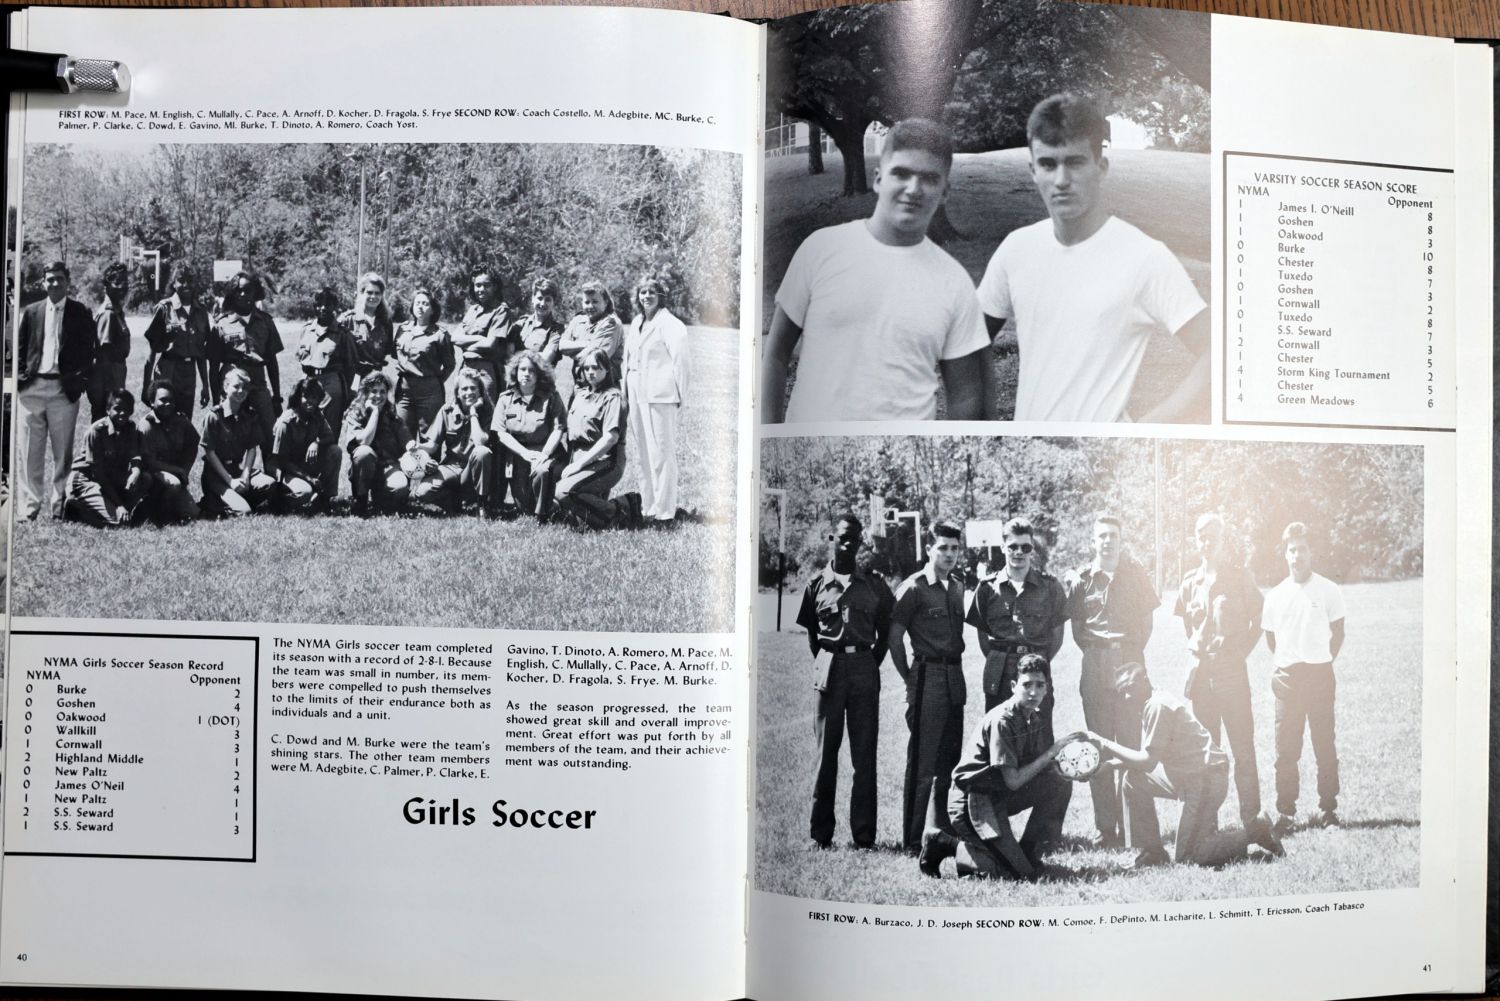 FIRST ROW: M. Pace, M. English, C. Mullally, C. Pace, A. Arnoff, D. Kocher, D. Fragola, S. Frye SECOND ROW: Coach Costello, M. Adegbite, MC. Burke, C.
Palmer, P. Clarke, C. Dowd, E. Gavino, MI. Burke, T. Dinoto, A. Romero, Coach Yost.
NYMA Girls Soccer Season Record
NYMA Opponent
0 Burke 2
0 Goshen 4
0 Oakwood 1 (DOT)
0 Wallkill 3
1 Cornwall 3
2 Highland Middle
0 New Paltz 2
0 James O'Neil 4
1 New Paltz 1
2 S.S. Seward 1
1 S.S. Seward 3
The NYMA Girls soccer team completed
its season with a record of 2-8-1. Because
the team was small in number, its mem-
bers were compelled to push themselves
to the limits of their endurance both as
individuals and a unit.
C. Dowd and M. Burke were the team's
shining stars. The other team members
were M. Adegbite, C. Palmer, P. Clarke, E.
Gavino, T. Dinoto, A. Romero, M. Pace, M.
English, C. Mullally, C. Pace, A. Arnoff, D.
Kocher, D. Fragola, S. Frye. M. Burke.
As the season progressed, the team
showed great skill and overall improve-
ment. Great effort was put forth by all
members of the team, and their achieve-
ment was outstanding.
Girls Soccer
40
VARSITY SOCCER SEASON SCORE
NYMA Opponent
1 James I. O'Neill 8
1 Goshen 8
1 Oakwood 3
0 Burke 10
0 Chester 8
1 Tuxedo 7
0 Goshen 3
1 Cornwall 2
0 Tuxedo 8
1 S.S. Seward 7
2 Cornwall 3
1 Chester 5
4 Storm King Tournament 2
1 Chester 5
4 Green Meadows 6
FIRST ROW: A. Burzaco, J. D. Joseph SECOND ROW: M. Comoe, F. DePinto, M. Lacharite, L. Schmitt, T. Ericsson, Coach Tabasco
41